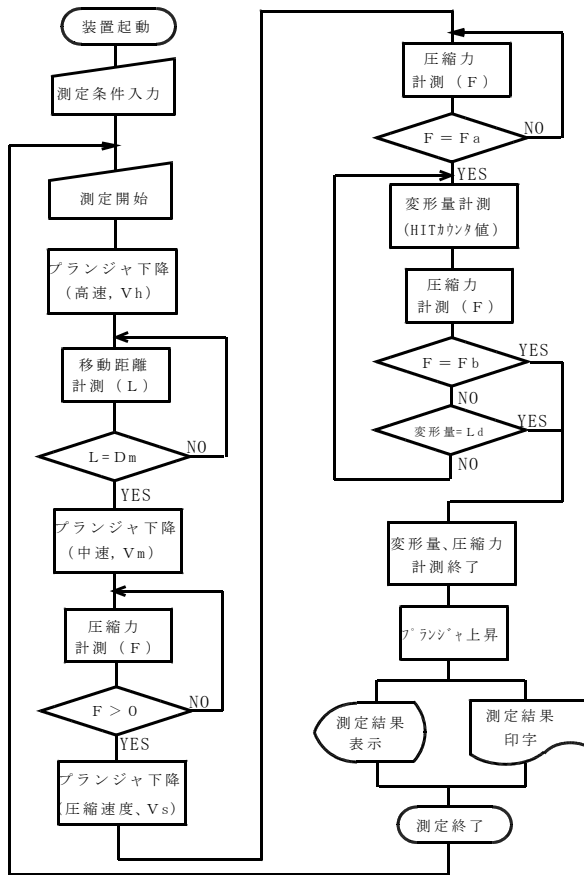 装置起動
測定条件入力
測定開始
プランジャ下降
(高速,Vh)
移動距離
計測(L)
L=Dm
NO
YES
プランジャ下降
(中速,Vm)
圧縮力
計測(F)
F>0
NO
YES
プランジャ下降
(圧縮速度、Vs)
圧縮力
計測(F)
F=Fa
NO
YES
変形量計測
(HITカウンタ値)
圧縮力
計測(F)
F=Fb
YES
NO
変形量=Ld
YES
NO
変形量、圧縮力
計測終了
プランジャ上昇
測定結果
表示
測定結果
印字
測定終了